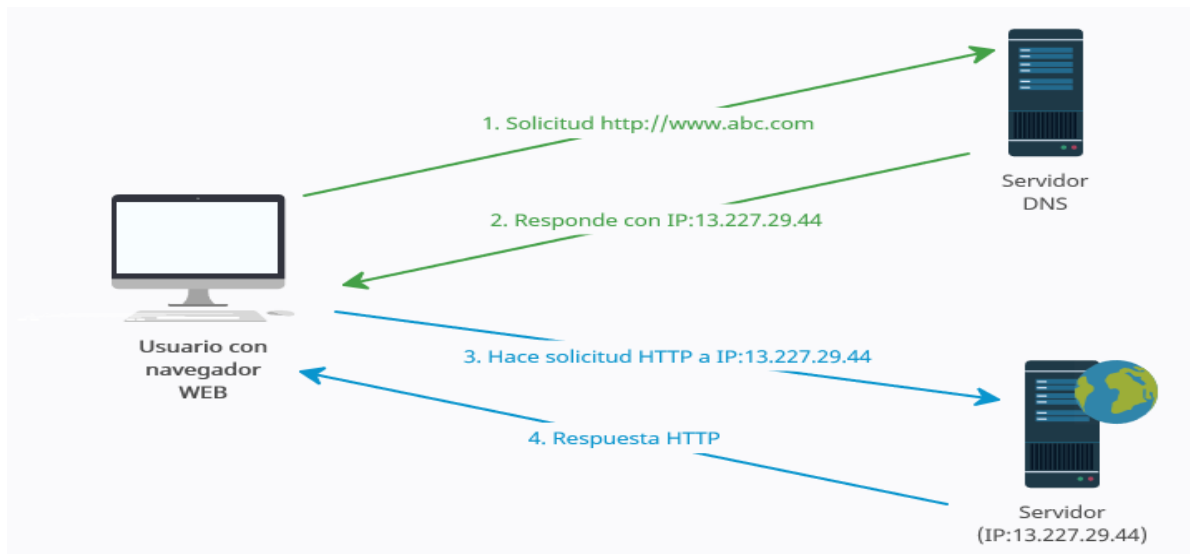 1. Solicitud http://www.abc.com
Servidor
DNS
2. Responde con IP:13.227.29.44
Usuario con
navegador
WEB
3. Hace solicitud HTTP a IP:13.227.29.44
4. Respuesta HTTP
Servidor
(IP:13.227.29.44)